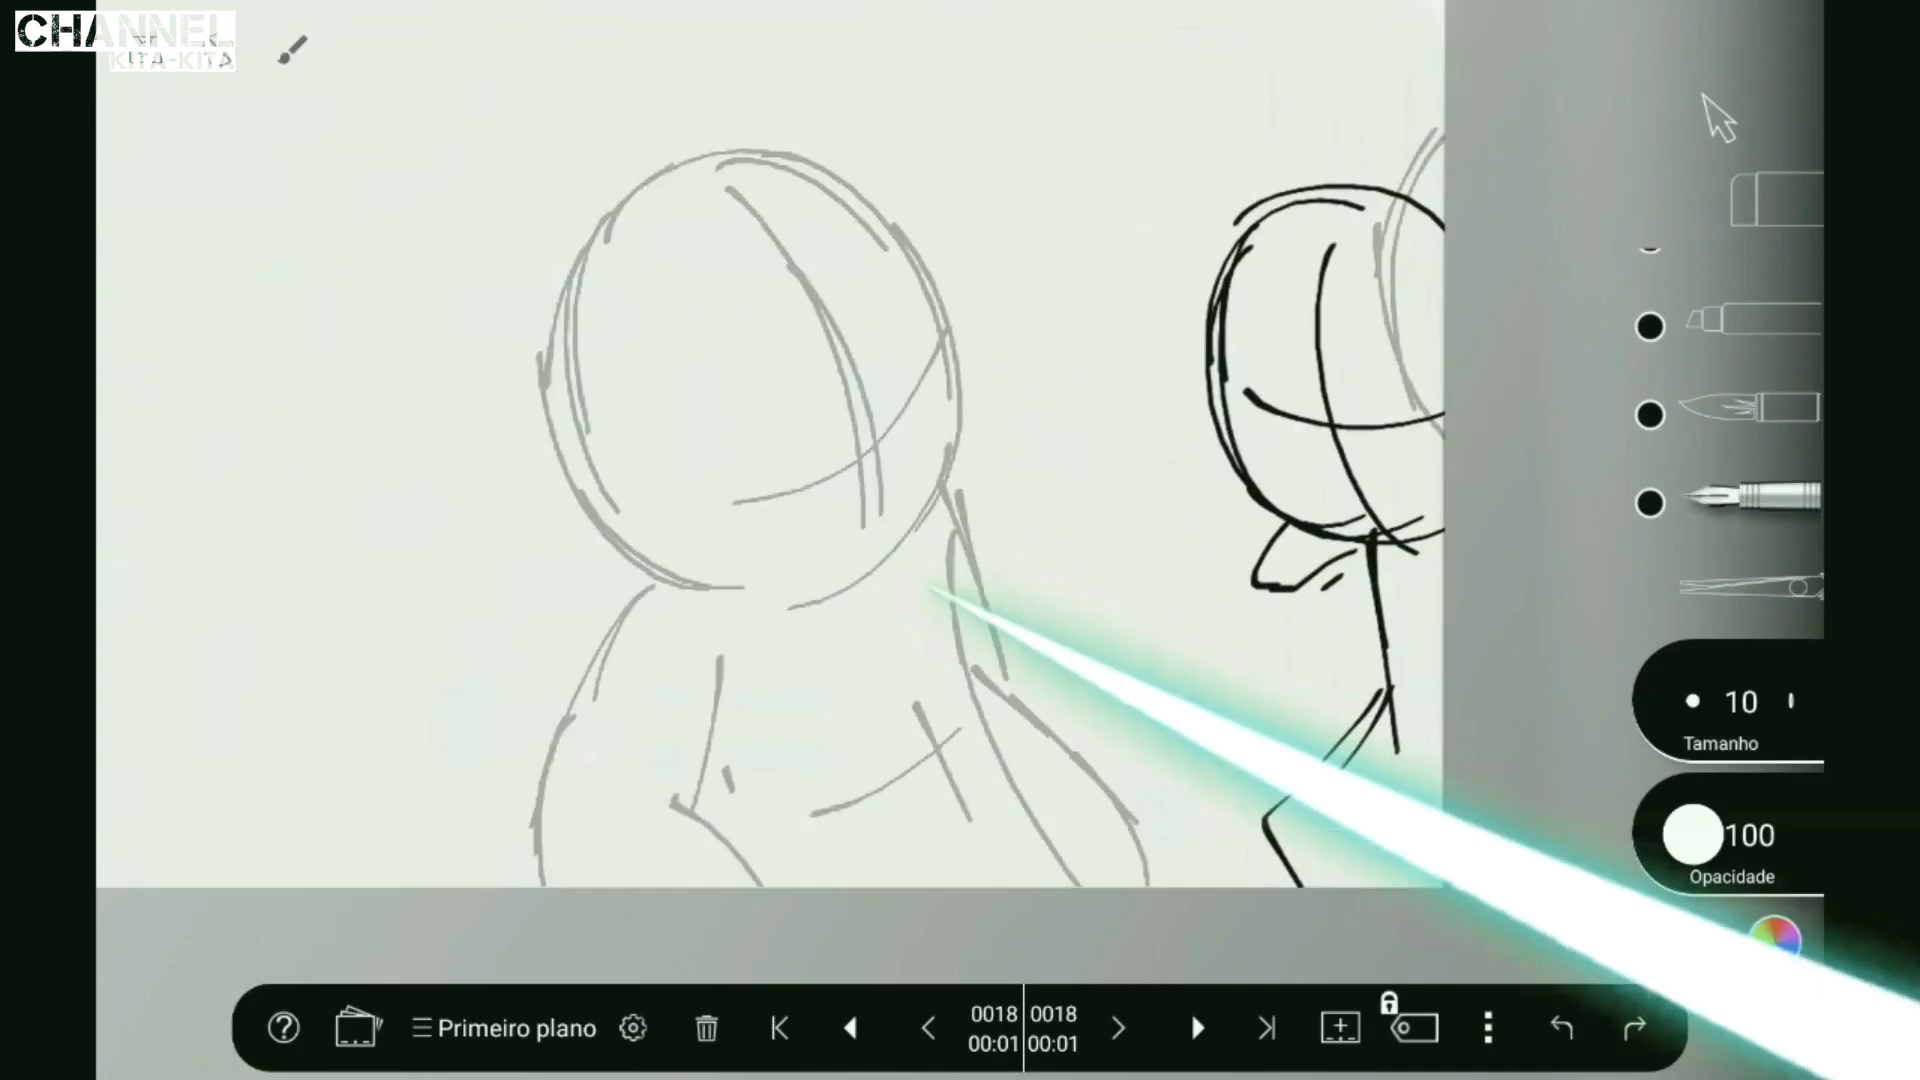 CHANNEL
KITA-KITA
10
Tamanho
100
Opacidade
Primeiro plano
0018 0018
00:01 00:01